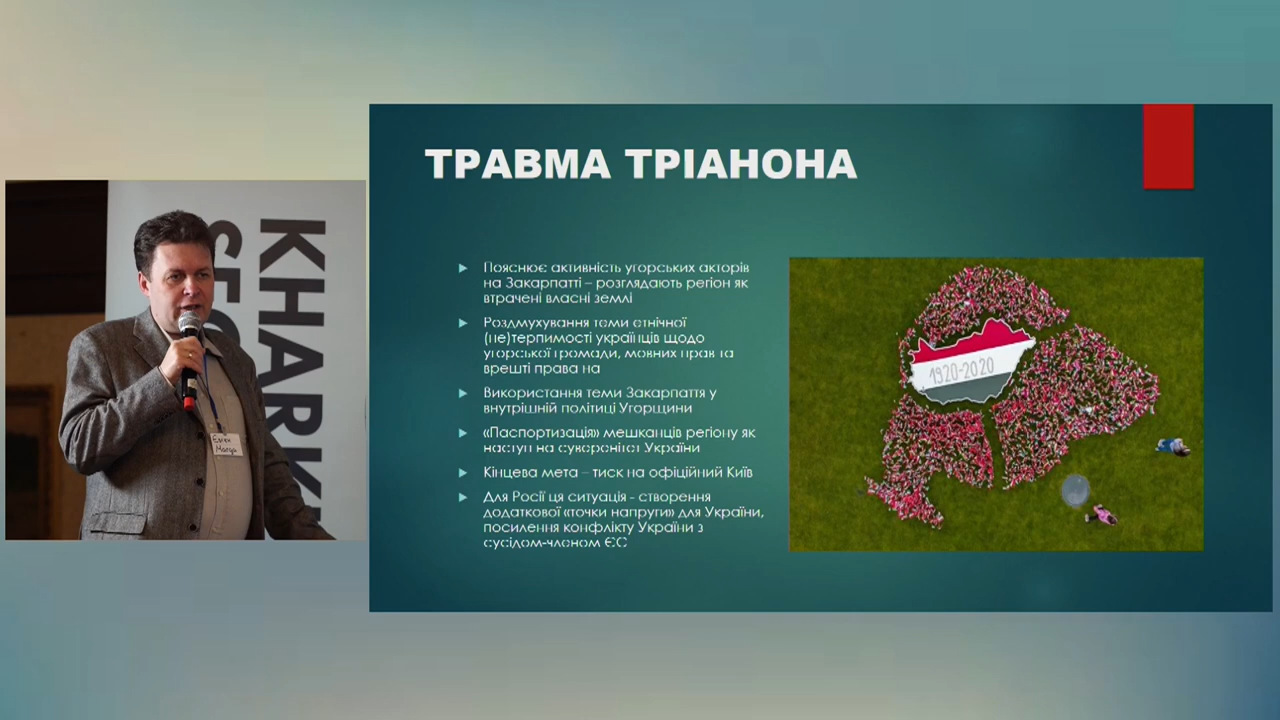 ТРАВМА ТРІАНОНА
Пояснює активність угорських акторів
на Закарпатті – розглядають регіон як
втрачені власні землі
Роздмухування теми етнічної
(не)терпимості українців щодо
угорської громади, мовних прав та
врешті права на
Використання теми Закарпаття у
внутрішній політиці Угорщини
«Паспортизація» мешканців регіону як
наступ на суверенітет України
Кінцева мета – тиск на офіційний Київ
Для Росії ця ситуація - створення
додаткової «точки напруги» для України,
посилення конфлікту України з
сусідом-членом ЄС
1920-2020
KHARKI
Евген